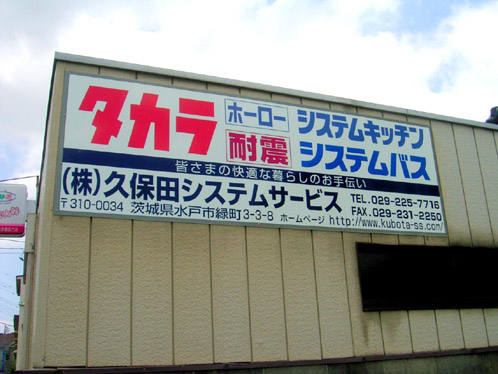 タカラ ホーロー システムキッチン
耐震 システムバス
皆さまの快適な暮らしのお手伝い
(株)久保田システムサービス TEL.029-225-7716
FAX.029-231-2250
〒310-0034 茨城県水戸市緑町3-3-8 ホームページ http://www.kubota-ss.com/